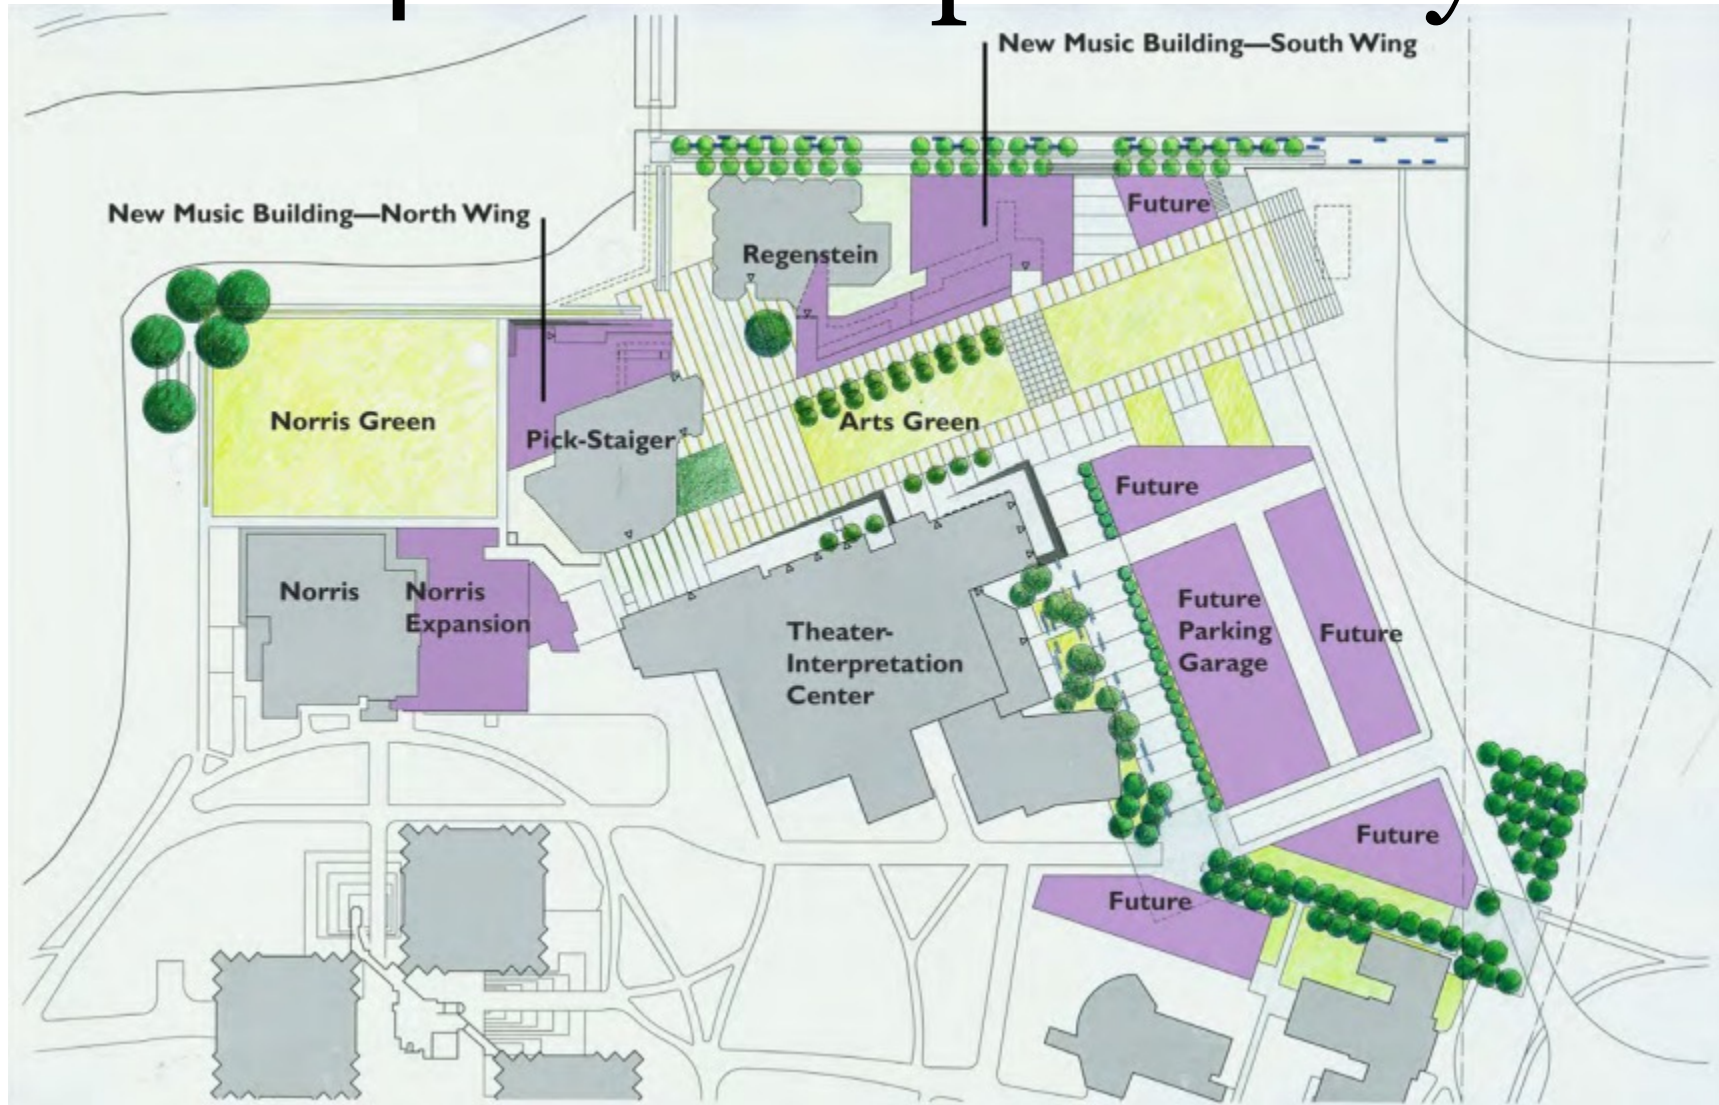 New Music Building—South Wing
New Music Building—North Wing
Future
Regenstein
Norris Green
Arts Green
Pick-Staiger
Future
Norris
Norris
Expansion
Future
Parking
Garage
Future
Theater-
Interpretation
Center
Future
Future